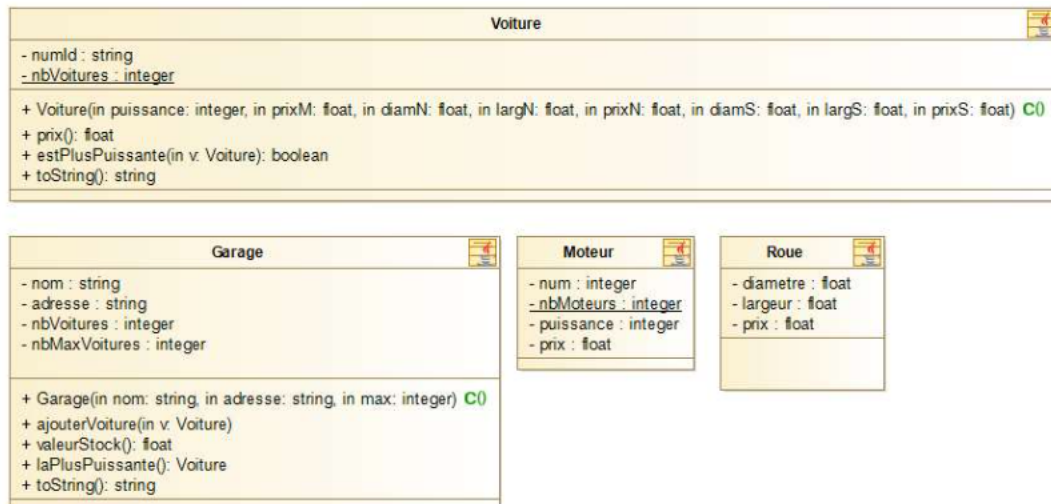 Voiture
- numId : string
- nbVoitures : integer
+ Voiture(in puissance: integer, in prixM: float, in diamN: float, in largN: float, in prixN: float, in diamS: float, in largS: float, in prixS: float) C()
+ prix(): float
+ estPlusPuissante(in v: Voiture): boolean
+ toString(): string
Garage
- nom : string
- adresse : string
- nbVoitures : integer
- nbMaxVoitures : integer
+ Garage(in nom: string, in adresse: string, in max: integer) C()
+ ajouterVoiture(in v: Voiture)
+ valeurStock(): float
+ laPlusPuissante(): Voiture
+ toString(): string
Moteur
- num : integer
- nbMoteurs : integer
- puissance : integer
- prix : float
Roue
- diametre : float
- largeur : float
- prix : float